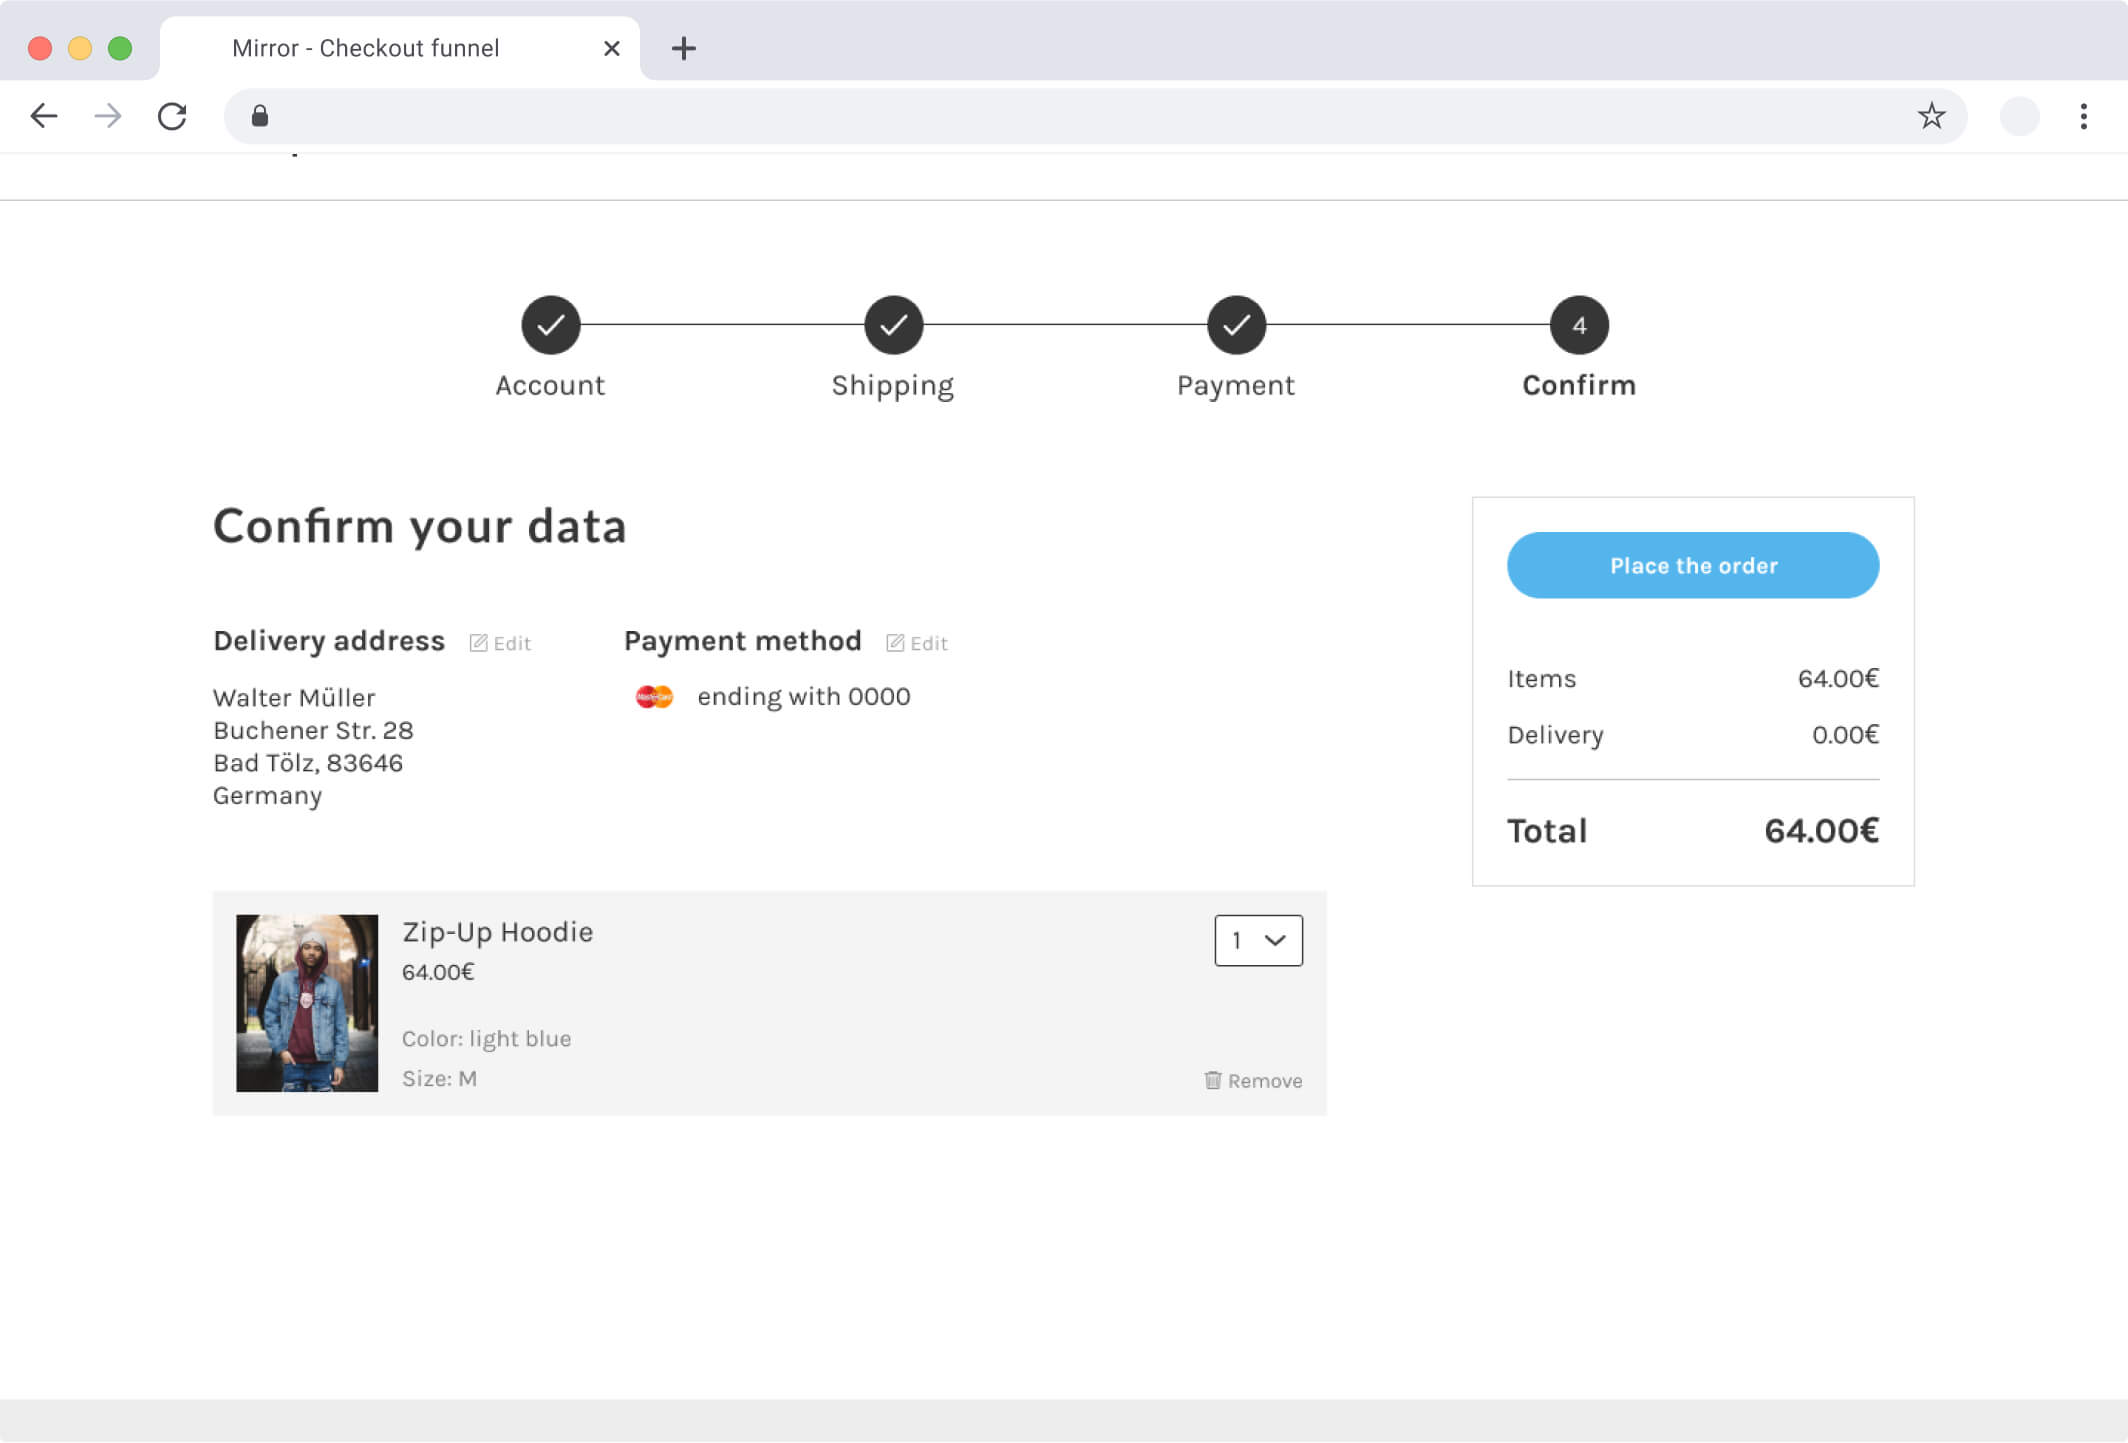 Mirror - Checkout funnel
4
Account
Shipping
Payment
Confirm
Confirm your data
Delivery address
Edit
Payment method
Edit
Walter Müller
Buchener Str. 28
Bad Tölz, 83646
Germany
MasterCard
ending with 0000
Place the order
Items 64.00€
Delivery 0.00€
Total 64.00€
Zip-Up Hoodie
64.00€
1
Color: light blue
Size: M
Remove